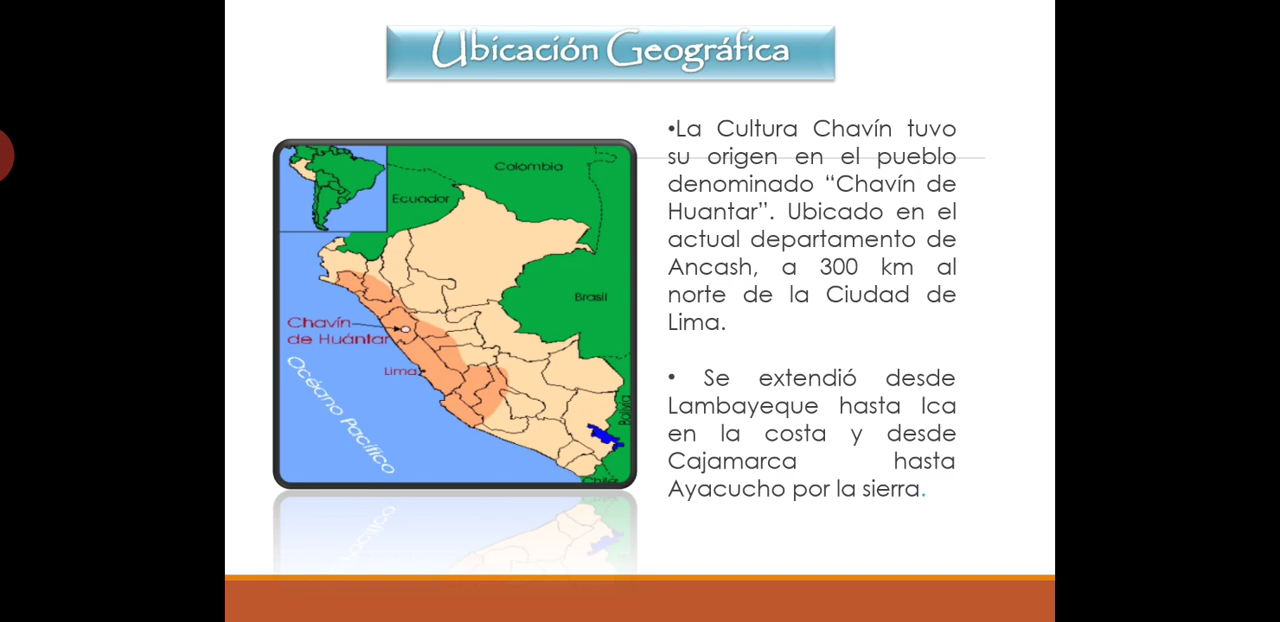 Ubicación Geográfica
Colombia
Ecuador
Brasil
Chavín
de Huántar
Lima
Océano Pacífico
Bolivia
Chile
•La Cultura Chavín tuvo
su origen en el pueblo
denominado “Chavín de
Huantar”. Ubicado en el
actual departamento de
Ancash, a 300 km al
norte de la Ciudad de
Lima.
• Se extendió desde
Lambayeque hasta Ica
en la costa y desde
Cajamarca hasta
Ayacucho por la sierra.